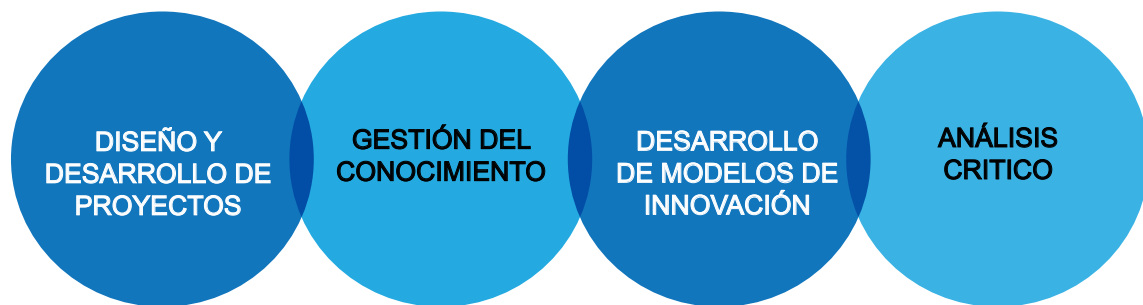 DISEÑO Y
DESARROLLO DE
PROYECTOS
GESTIÓN DEL
CONOCIMIENTO
DESARROLLO
DE MODELOS DE
INNOVACIÓN
ANÁLISIS
CRITICO